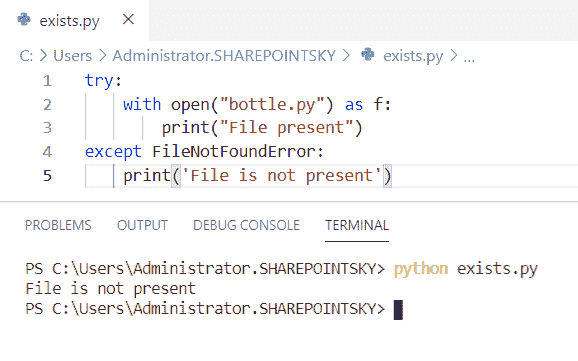 exists.py
C: > Users > Administrator.SHAREPOINTSKY > exists.py > ...
1 try:
2     with open("bottle.py") as f:
3         print("File present")
4 except FileNotFoundError:
5     print('File is not present')
PROBLEMS OUTPUT DEBUG CONSOLE TERMINAL
PS C:\Users\Administrator.SHAREPOINTSKY> python exists.py
File is not present
PS C:\Users\Administrator.SHAREPOINTSKY>